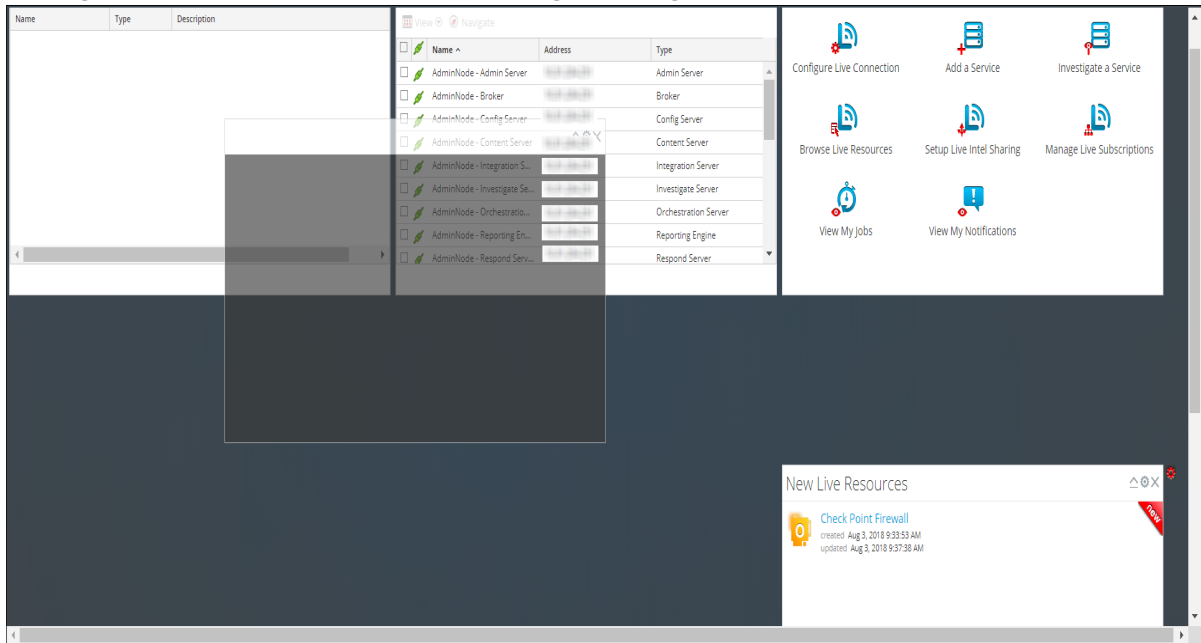 Name Type Description
View Navigate
Name Address Type
AdminNode - Admin Server Admin Server
AdminNode - Broker Broker
AdminNode - Config Server Config Server
AdminNode - Content Server Content Server
AdminNode - Integration S... Integration Server
AdminNode - Investigate Se... Investigate Server
AdminNode - Orchestratio... Orchestration Server
AdminNode - Reporting En... Reporting Engine
AdminNode - Respond Serv... Respond Server
Configure Live Connection Add a Service Investigate a Service
Browse Live Resources Setup Live Intel Sharing Manage Live Subscriptions
View My Jobs View My Notifications
New Live Resources
new
Check Point Firewall
created Aug 3, 2018 9:33:53 AM
updated Aug 3, 2018 9:37:38 AM